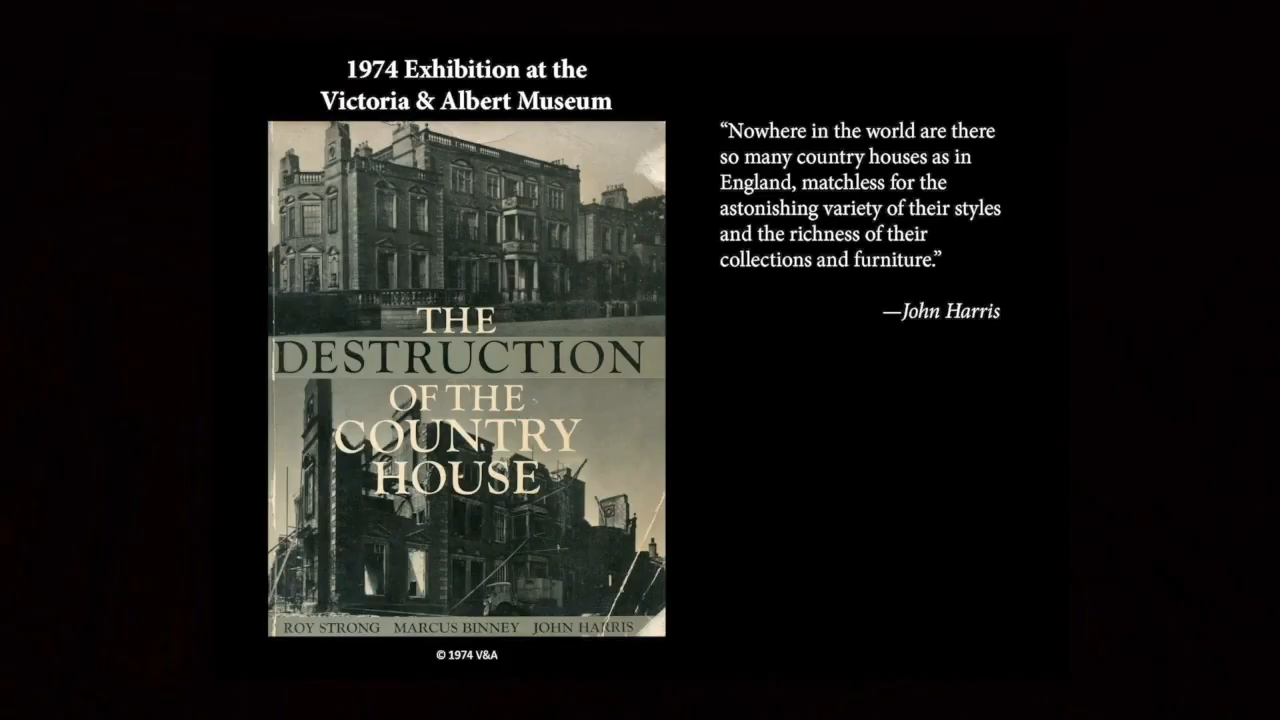 1974 Exhibition at the
Victoria & Albert Museum
THE
DESTRUCTION
OF THE
COUNTRY
HOUSE
ROY STRONG MARCUS BINNEY JOHN HARRIS
© 1974 V&A
“Nowhere in the world are there
so many country houses as in
England, matchless for the
astonishing variety of their styles
and the richness of their
collections and furniture.”
—John Harris